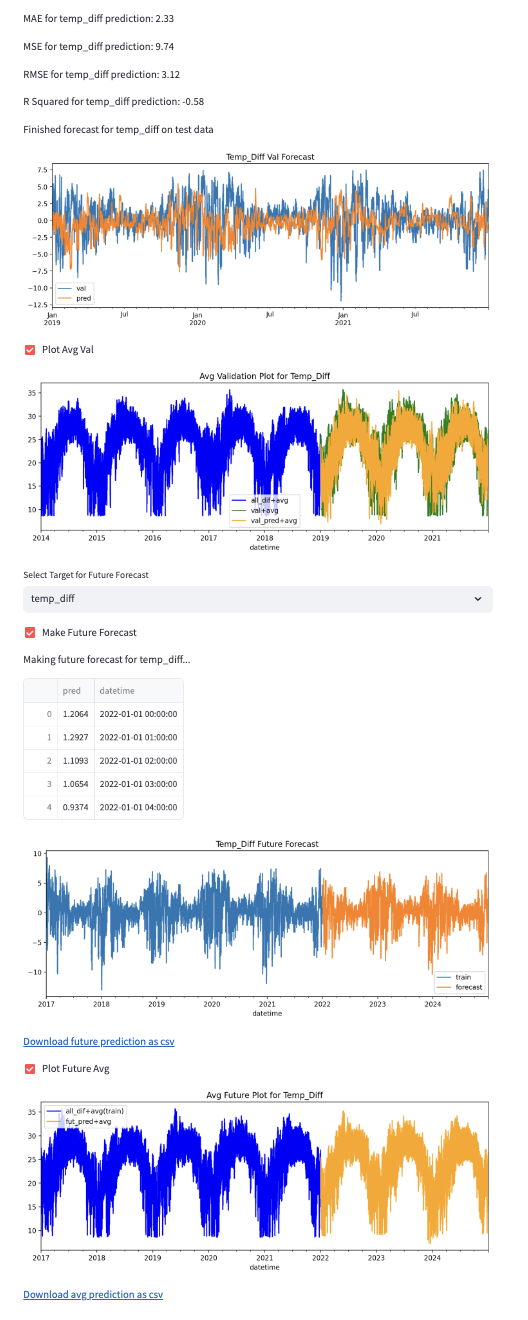 MAE for temp_diff prediction: 2.33
MSE for temp_diff prediction: 9.74
RMSE for temp_diff prediction: 3.12
R Squared for temp_diff prediction: -0.58
Finished forecast for temp_diff on test data
Temp_Diff Val Forecast
7.5
5.0
2.5
0.0
−2.5
−5.0
−7.5
−10.0
−12.5
val
pred
Jan Jul Jan Jul Jan Jul
2019 2020 2021
Plot Avg Val
Avg Validation Plot for Temp_Diff
35
30
25
20
15
10
all_dif+avg
val+avg
val_pred+avg
2014 2015 2016 2017 2018 2019 2020 2021
datetime
Select Target for Future Forecast
temp_diff
Make Future Forecast
Making future forecast for temp_diff...
pred datetime
0 1.2064 2022-01-01 00:00:00
1 1.2927 2022-01-01 01:00:00
2 1.1093 2022-01-01 02:00:00
3 1.0654 2022-01-01 03:00:00
4 0.9374 2022-01-01 04:00:00
Temp_Diff Future Forecast
10
5
0
−5
−10
train
forecast
2017 2018 2019 2020 2021 2022 2023 2024
datetime
Download future prediction as csv
Plot Future Avg
Avg Future Plot for Temp_Diff
all_dif+avg(train)
fut_pred+avg
35
30
25
20
15
10
2017 2018 2019 2020 2021 2022 2023 2024
datetime
Download avg prediction as csv